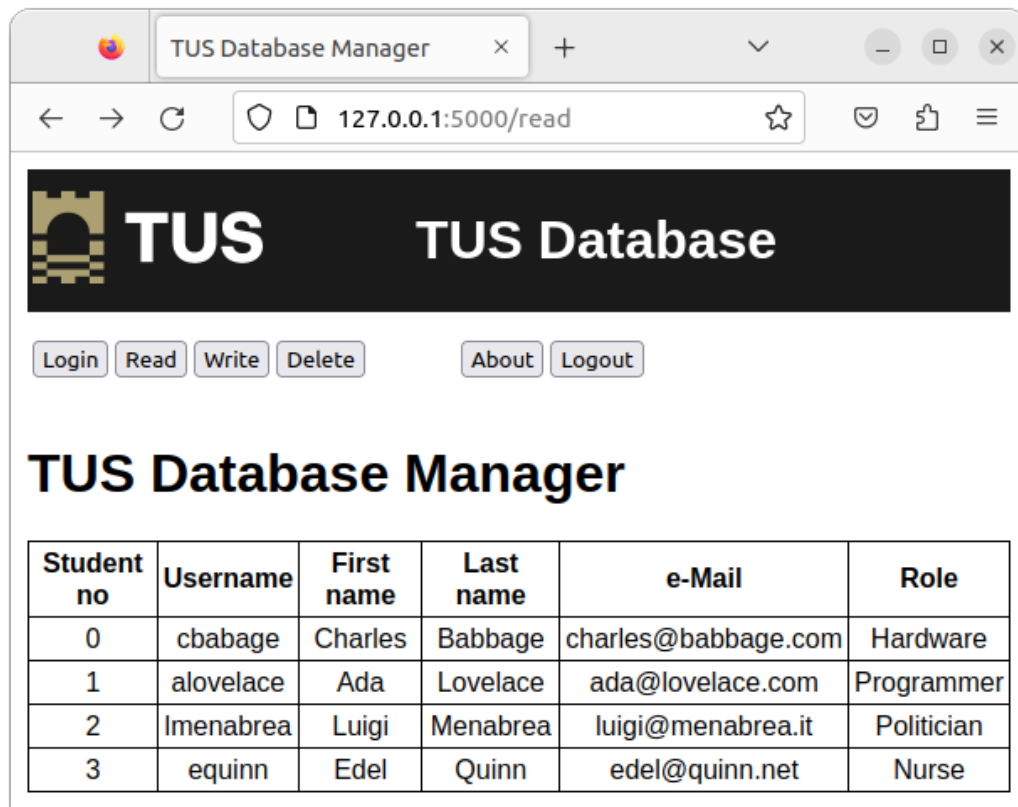 TUS Database Manager
127.0.0.1:5000/read
TUS TUS Database
Login Read Write Delete About Logout
TUS Database Manager
Student no Username First name Last name e-Mail Role
0 cbabage Charles Babbage charles@babbage.com Hardware
1 alovelace Ada Lovelace ada@lovelace.com Programmer
2 lmenabrea Luigi Menabrea luigi@menabrea.it Politician
3 equinn Edel Quinn edel@quinn.net Nurse